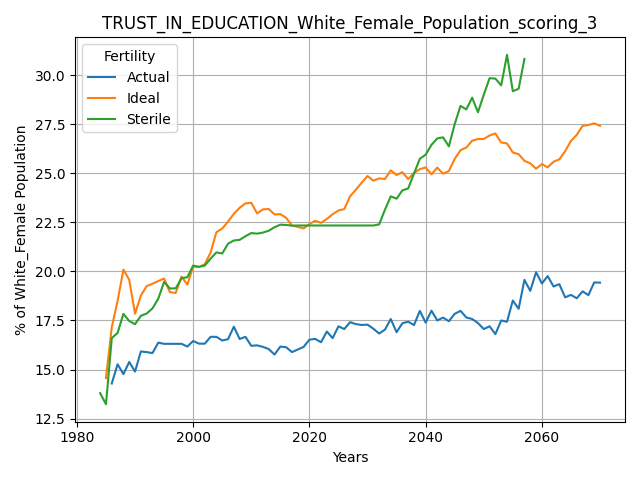 TRUST_IN_EDUCATION_White_Female_Population_scoring_3
Fertility
Actual
Ideal
Sterile
% of White_Female Population
30.0
27.5
25.0
22.5
20.0
17.5
15.0
12.5
1980
2000
2020
2040
2060
Years